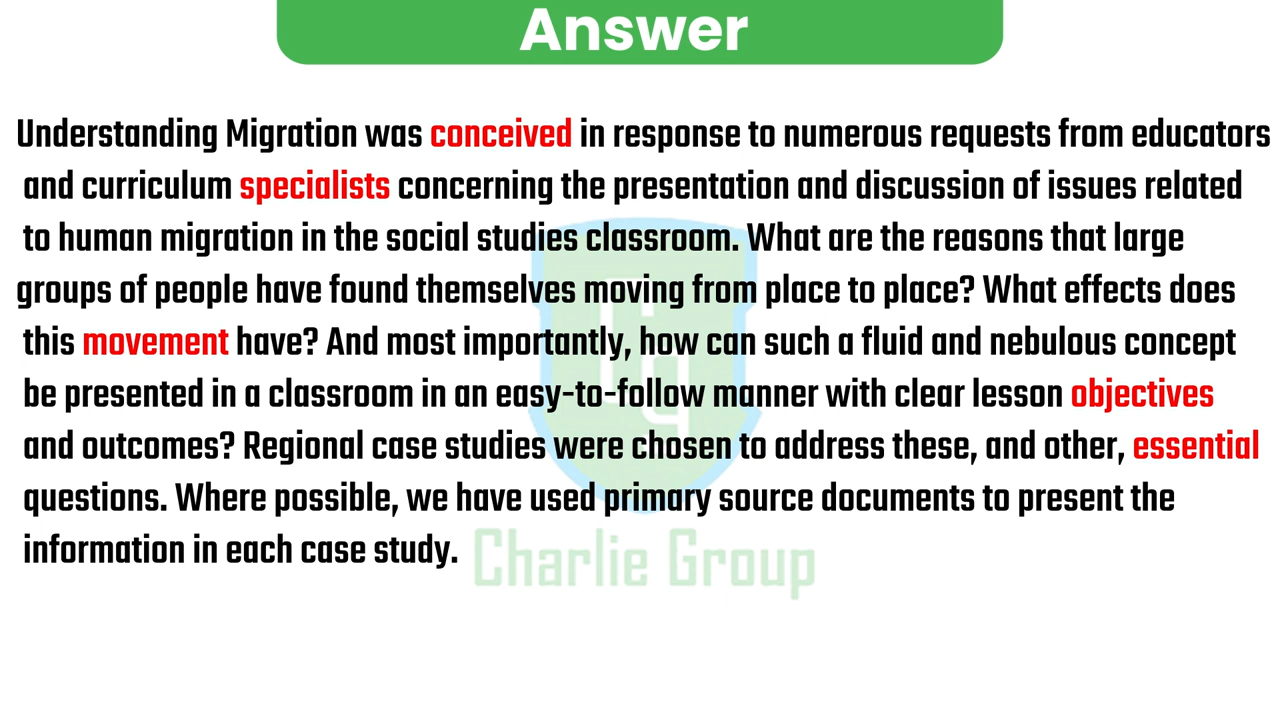 Answer
Understanding Migration was conceived in response to numerous requests from educators
and curriculum specialists concerning the presentation and discussion of issues related
to human migration in the social studies classroom. What are the reasons that large
groups of people have found themselves moving from place to place? What effects does
this movement have? And most importantly, how can such a fluid and nebulous concept
be presented in a classroom in an easy-to-follow manner with clear lesson objectives
and outcomes? Regional case studies were chosen to address these, and other, essential
questions. Where possible, we have used primary source documents to present the
information in each case study.
Charlie Group